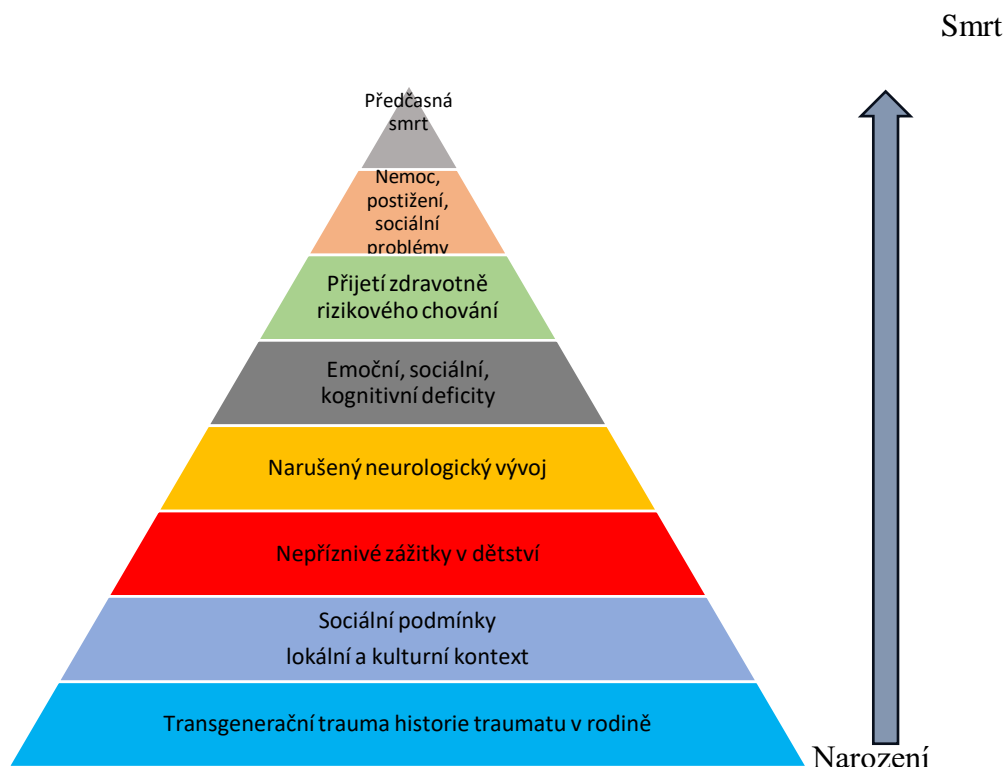 Smrt
Předčasná
smrt
Nemoc,
postižení,
sociální
problémy
Přijetí zdravotně
rizikového chování
Emoční, sociální,
kognitivní deficity
Narušený neurologický vývoj
Nepříznivé zážitky v dětství
Sociální podmínky
lokální a kulturní kontext
Transgenerační trauma historie traumatu v rodině
Narození